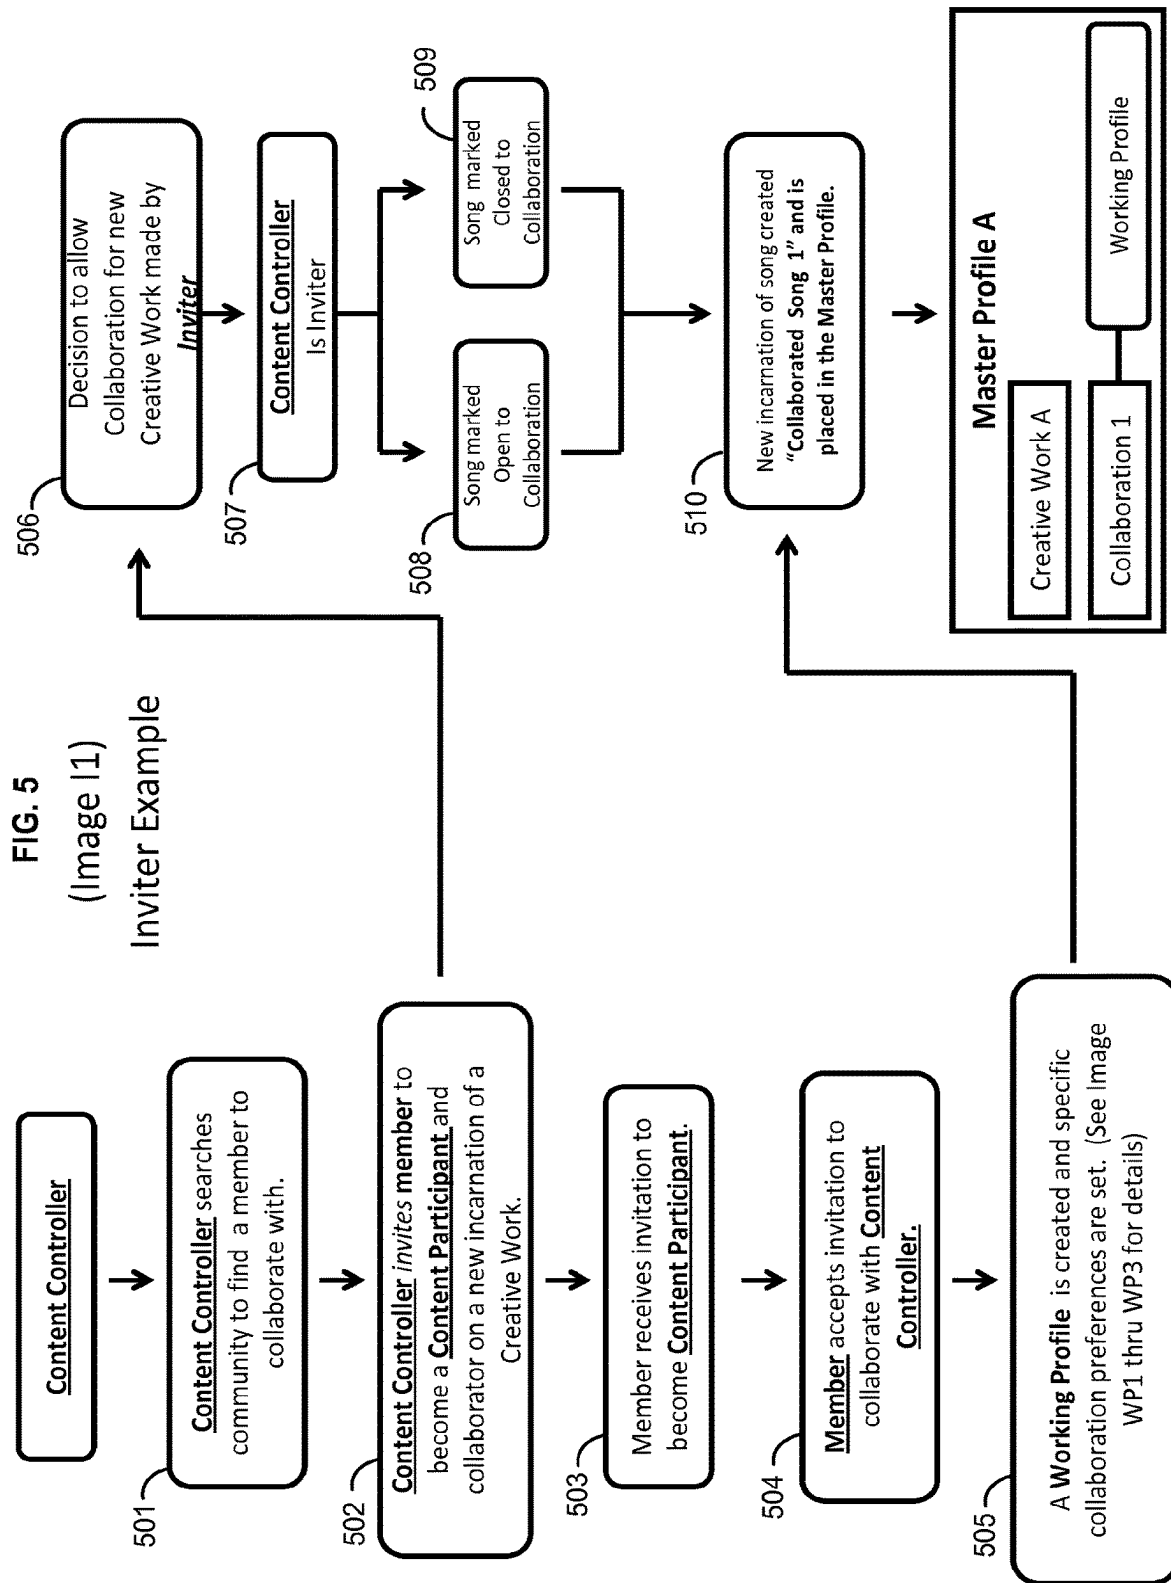 FIG. 5
(Image I1)
Inviter Example
Content Controller
501
Content Controller searches
community to find a member to
collaborate with.
502
Content Controller invites member to
become a Content Participant and
collaborator on a new incarnation of a
Creative Work.
503
Member receives invitation to
become Content Participant.
504
Member accepts invitation to
collaborate with Content
Controller.
505
A Working Profile is created and specific
collaboration preferences are set. (See Image
WP1 thru WP3 for details)
506
Decision to allow
Collaboration for new
Creative Work made by
Inviter
507
Content Controller
Is Inviter
508
Song marked
Open to
Collaboration
509
Song marked
Closed to
Collaboration
510
New incarnation of song created
“Collaborated Song 1” and is
placed in the Master Profile.
Master Profile A
Creative Work A
Collaboration 1
Working Profile